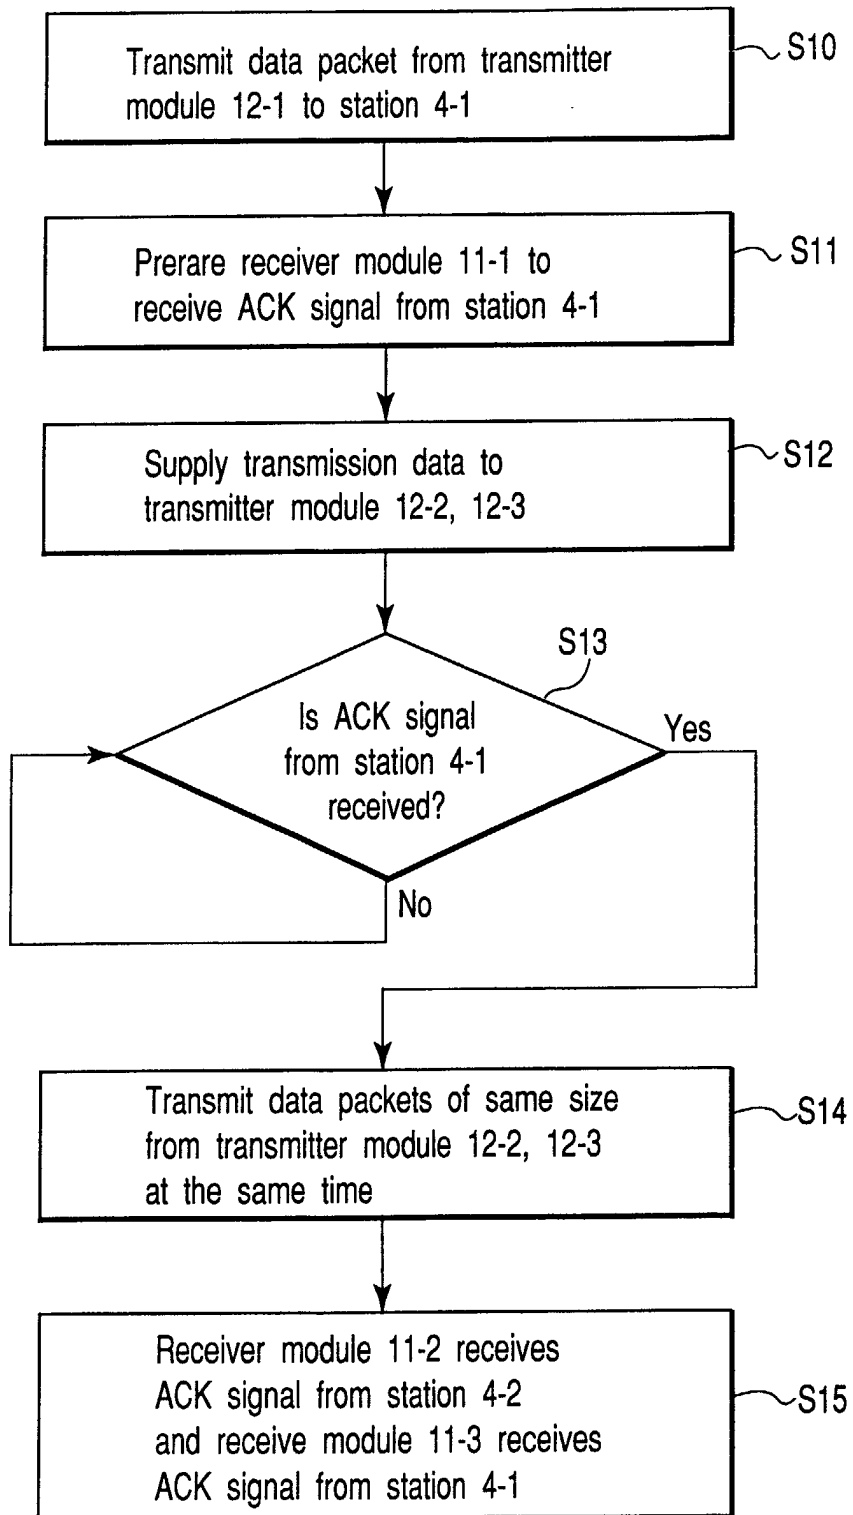 Transmit data packet from transmitter
module 12-1 to station 4-1
S10
Prerare receiver module 11-1 to
receive ACK signal from station 4-1
S11
Supply transmission data to
transmitter module 12-2, 12-3
S12
S13
Is ACK signal
from station 4-1
received?
Yes
No
Transmit data packets of same size
from transmitter module 12-2, 12-3
at the same time
S14
Receiver module 11-2 receives
ACK signal from station 4-2
and receive module 11-3 receives
ACK signal from station 4-1
S15